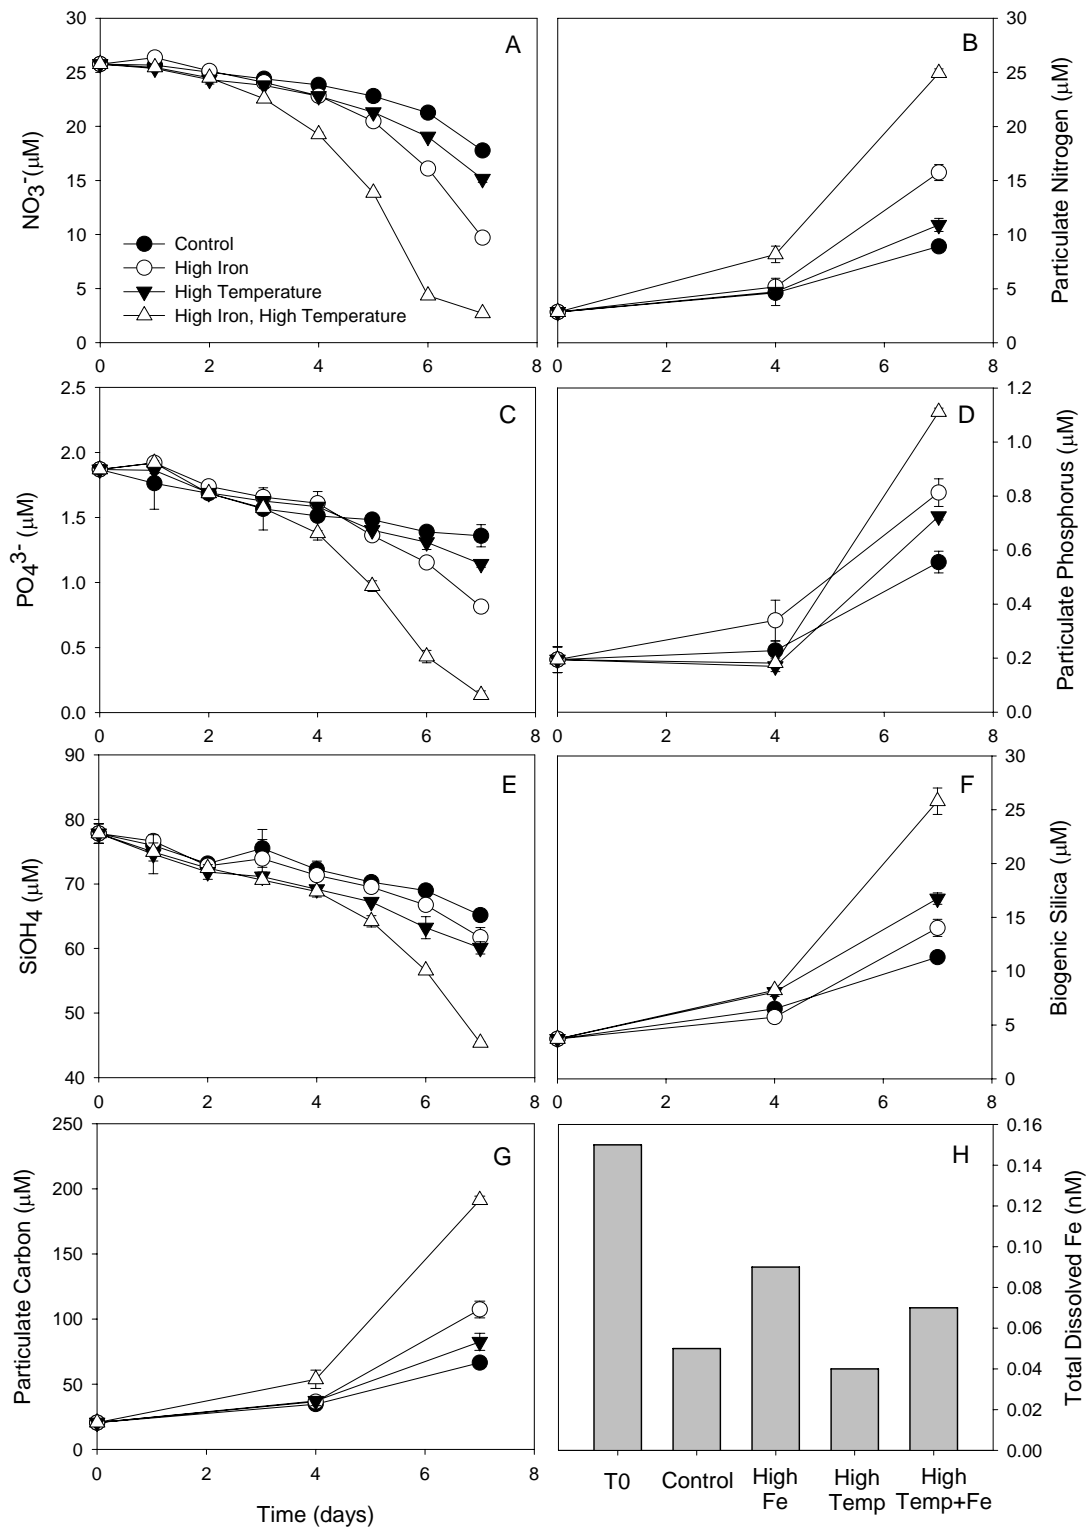 A
NO3-(µM)
30
25
20
15
10
5
0
0 2 4 6 8
Control
High Iron
High Temperature
High Iron, High Temperature
B
Particulate Nitrogen (µM)
30
25
20
15
10
5
0
0 2 4 6 8
C
PO43- (µM)
2.5
2.0
1.5
1.0
0.5
0.0
0 2 4 6 8
D
Particulate Phosphorus (µM)
1.2
1.0
0.8
0.6
0.4
0.2
0.0
0 2 4 6 8
E
SiOH4 (µM)
90
80
70
60
50
40
0 2 4 6 8
F
Biogenic Silica (µM)
30
25
20
15
10
5
0
0 2 4 6 8
G
Particulate Carbon (µM)
250
200
150
100
50
0
0 2 4 6 8
Time (days)
H
Total Dissolved Fe (nM)
0.16
0.14
0.12
0.10
0.08
0.06
0.04
0.02
0.00
T0 Control High High High
Fe Temp Temp+Fe